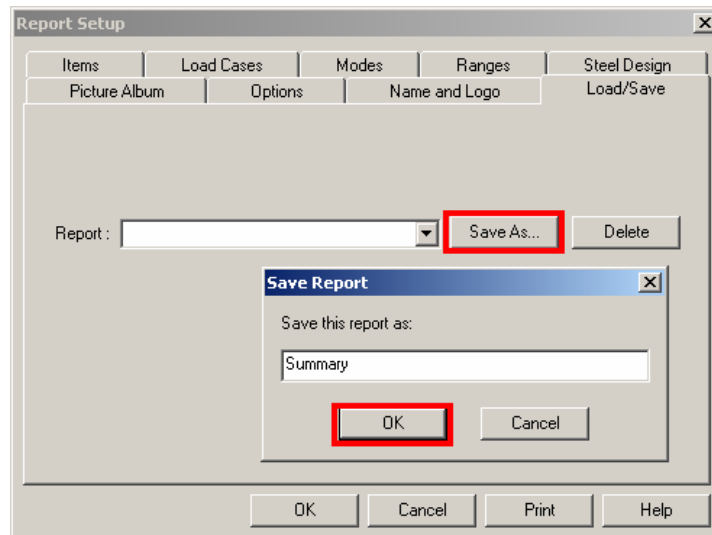 Report Setup
Items Load Cases Modes Ranges Steel Design
Picture Album Options Name and Logo Load/Save
Report : Save As... Delete
Save Report
Save this report as:
Summary
OK Cancel
OK Cancel Print Help